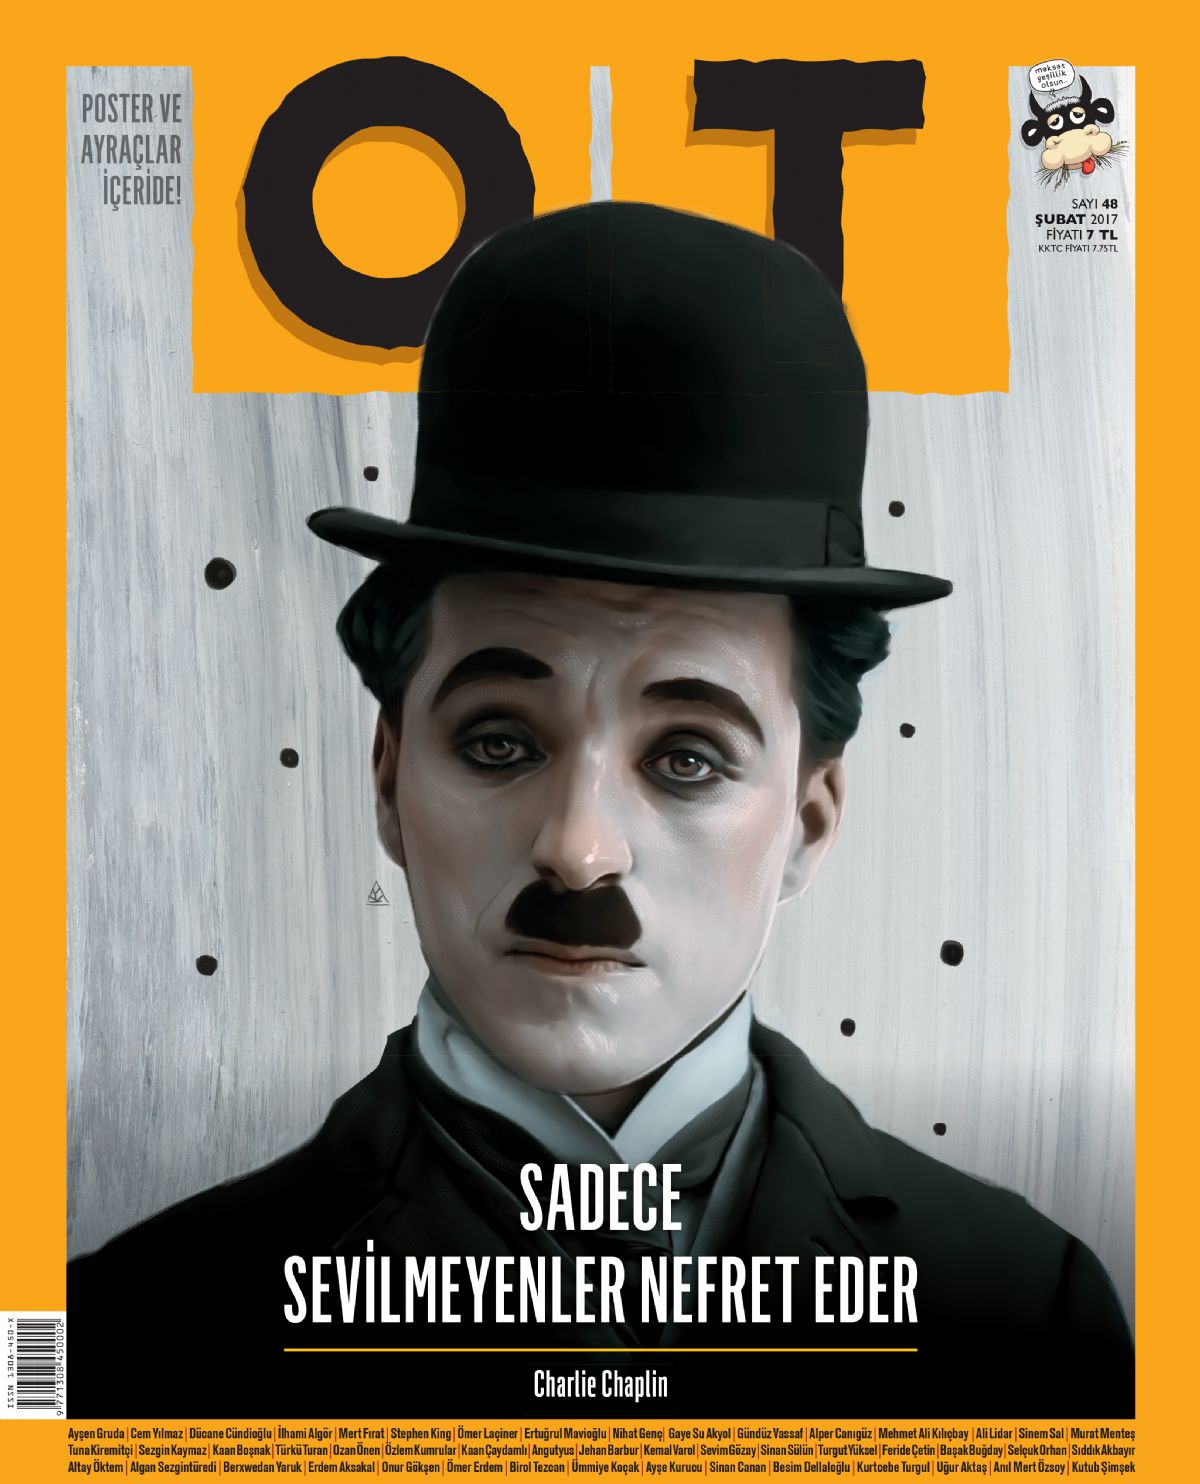 POSTER VE
AYRAÇLAR
İÇERİDE!
OT
maksat
yeşillik
olsun..
SAYI 48
ŞUBAT 2017
FİYATI 7 TL
KKTC FİYATI 7.75TL
SADECE
SEVİLMEYENLER NEFRET EDER
Charlie Chaplin
ISSN 1308-450-X
9 771308 450002
Ayşen Gruda | Cem Yılmaz | Dücane Cündioğlu | İlhami Algör | Mert Fırat | Stephen King | Ömer Laçiner | Ertuğrul Mavioğlu | Nihat Genç | Gaye Su Akyol | Gündüz Vassaf | Alper Canıgüz | Mehmet Ali Kılıçbay | Ali Lidar | Sinem Sal | Murat Menteş
Tuna Kiremitçi | Sezgin Kaymaz | Kaan Boşnak | Türkü Turan | Ozan Önen | Özlem Kumrular | Kaan Çaydamlı | Angutyus | Jehan Barbur | Kemal Varol | Sevim Gözay | Sinan Sülün | Turgut Yüksel | Feride Çetin | Başak Buğday | Selçuk Orhan | Sıddık Akbayır
Altay Öktem | Algan Sezgintüredi | Berxwedan Yaruk | Erdem Aksakal | Onur Gökşen | Ömer Erdem | Birol Tezcan | Ümmiye Koçak | Ayşe Kurucu | Sinan Canan | Besim Dellaloğlu | Kurtcebe Turgul | Uğur Aktaş | Anıl Mert Özsoy | Kutub Şimşek